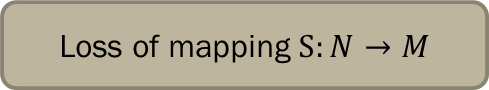 Loss of mapping S: N → M